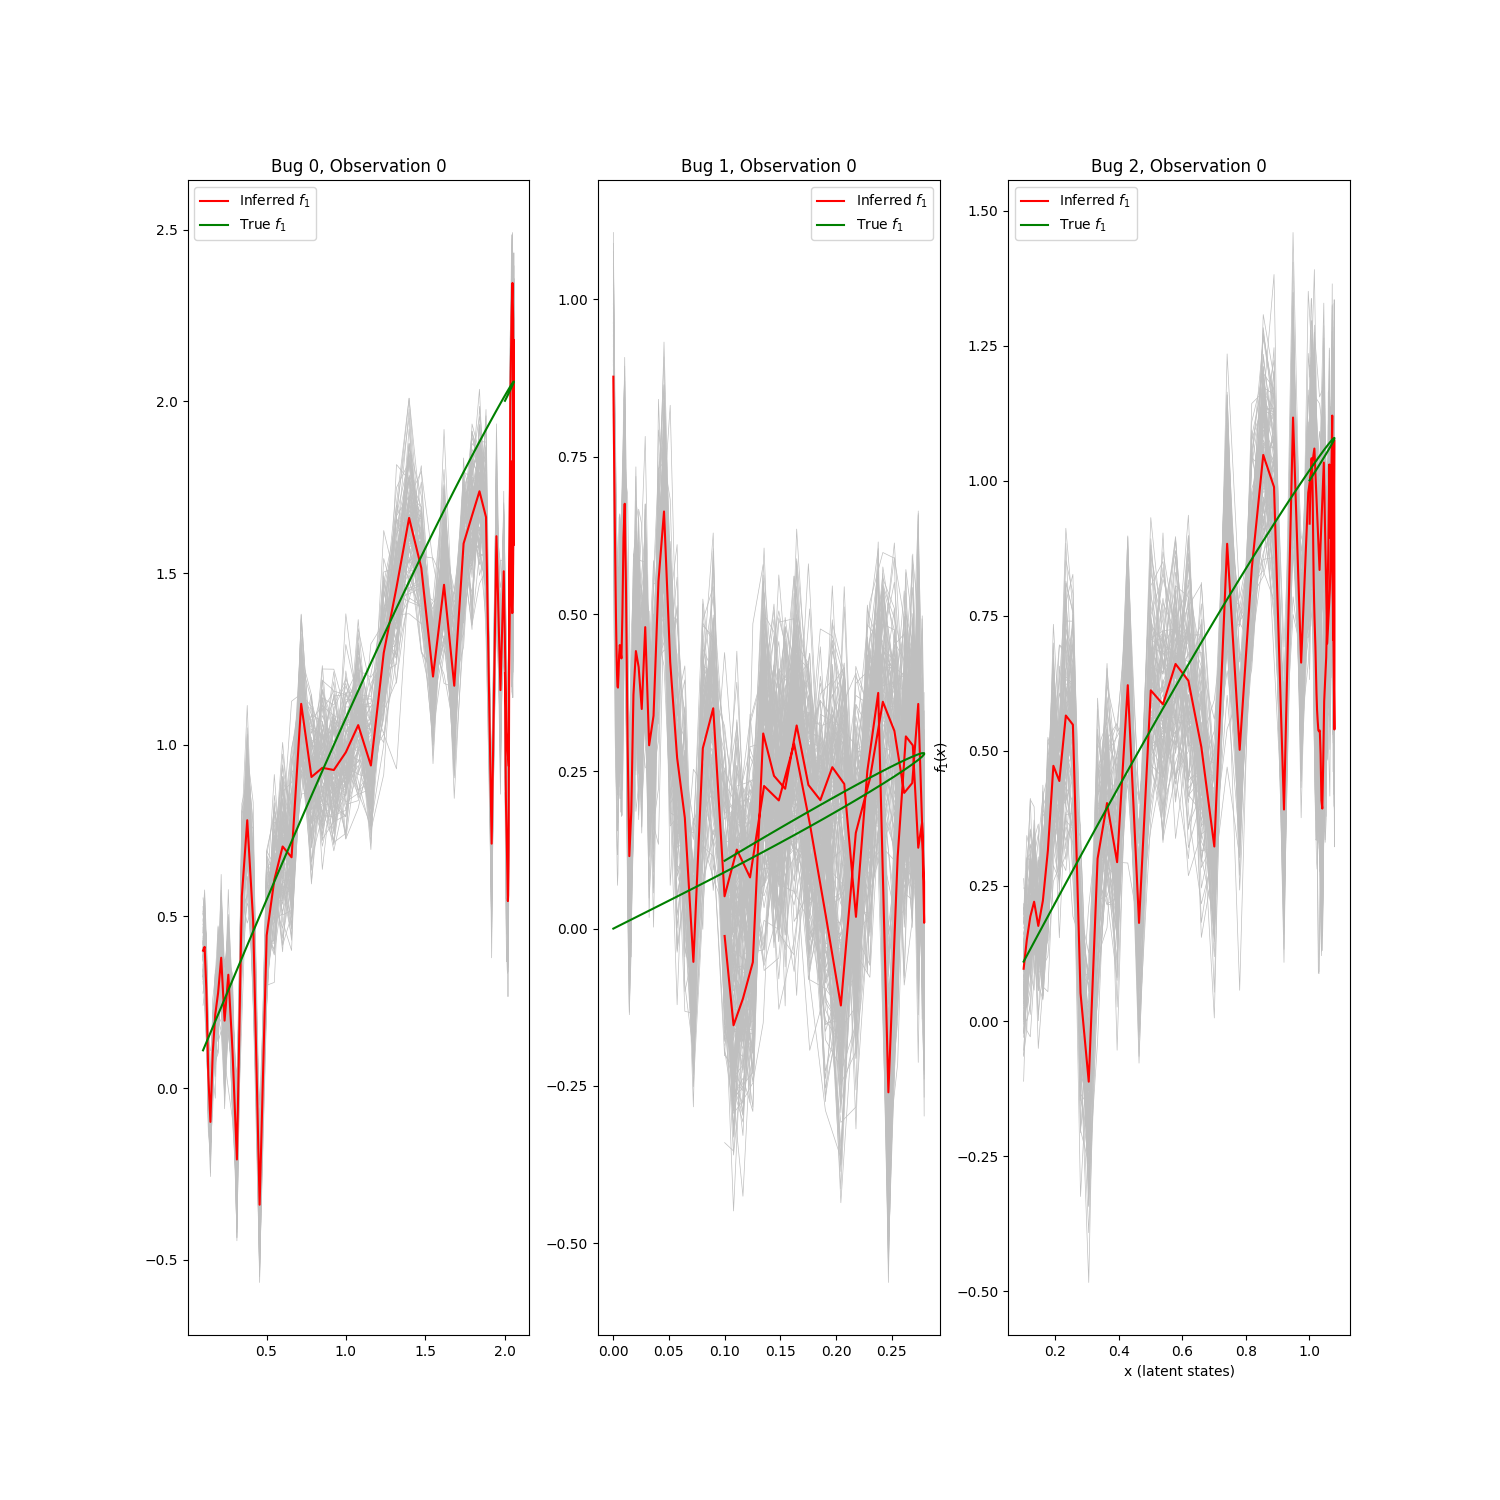 Bug 0, Observation 0
Inferred f₁
True f₁
2.5
2.0
1.5
1.0
0.5
0.0
−0.5
0.5 1.0 1.5 2.0
Bug 1, Observation 0
Inferred f₁
True f₁
1.00
0.75
0.50
0.25
0.00
−0.25
−0.50
0.00 0.05 0.10 0.15 0.20 0.25
Bug 2, Observation 0
Inferred f₁
True f₁
f₁(x)
1.50
1.25
1.00
0.75
0.50
0.25
0.00
−0.25
−0.50
0.2 0.4 0.6 0.8 1.0
x (latent states)